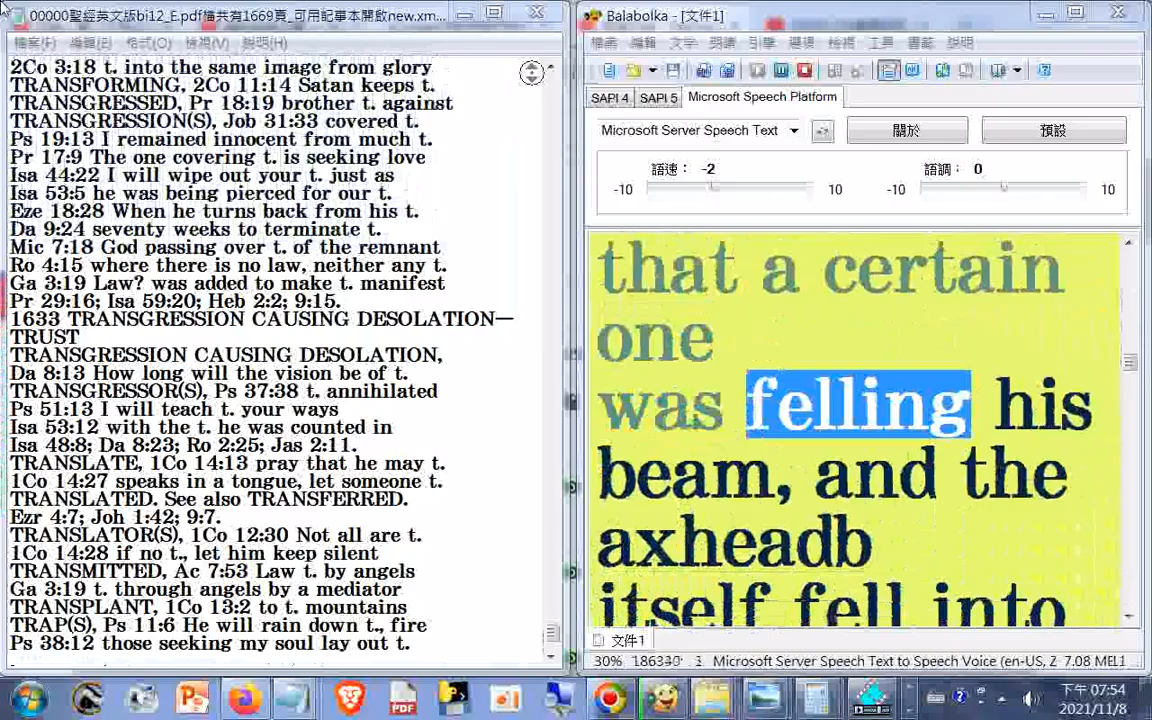 00000聖經英文版bi12_E.pdf檔共有1669頁_可用記事本開啟new.xm...
檔案(F) 編輯(E) 格式(O) 檢視(V) 說明(H)
2Co 3:18 t. into the same image from glory
TRANSFORMING, 2Co 11:14 Satan keeps t.
TRANSGRESSED, Pr 18:19 brother t. against
TRANSGRESSION(S), Job 31:33 covered t.
Ps 19:13 I remained innocent from much t.
Pr 17:9 The one covering t. is seeking love
Isa 44:22 I will wipe out your t. just as
Isa 53:5 he was being pierced for our t.
Eze 18:28 When he turns back from his t.
Da 9:24 seventy weeks to terminate t.
Mic 7:18 God passing over t. of the remnant
Ro 4:15 where there is no law, neither any t.
Ga 3:19 Law? was added to make t. manifest
Pr 29:16; Isa 59:20; Heb 2:2; 9:15.
1633 TRANSGRESSION CAUSING DESOLATION—
TRUST
TRANSGRESSION CAUSING DESOLATION,
Da 8:13 How long will the vision be of t.
TRANSGRESSOR(S), Ps 37:38 t. annihilated
Ps 51:13 I will teach t. your ways
Isa 53:12 with the t. he was counted in
Isa 48:8; Da 8:23; Ro 2:25; Jas 2:11.
TRANSLATE, 1Co 14:13 pray that he may t.
1Co 14:27 speaks in a tongue, let someone t.
TRANSLATED. See also TRANSFERRED.
Ezr 4:7; Joh 1:42; 9:7.
TRANSLATOR(S), 1Co 12:30 Not all are t.
1Co 14:28 if no t., let him keep silent
TRANSMITTED, Ac 7:53 Law t. by angels
Ga 3:19 t. through angels by a mediator
TRANSPLANT, 1Co 13:2 to t. mountains
TRAP(S), Ps 11:6 He will rain down t., fire
Ps 38:12 those seeking my soul lay out t.
Balabolka - [文件1]
檔案 編輯 文字 朗讀 引擎 選項 檢視 工具 書籤 說明
SAPI 4 SAPI 5 Microsoft Speech Platform
Microsoft Server Speech Text 關於 預設
語速： -2 語調： 0
-10 10 -10 10
that a certain
one
was felling his
beam, and the
axheadb
itself fell into
文件1
30% 1: Microsoft Server Speech Text to Speech Voice (en-US, Z
PDF
下午 07:54
2021/11/8